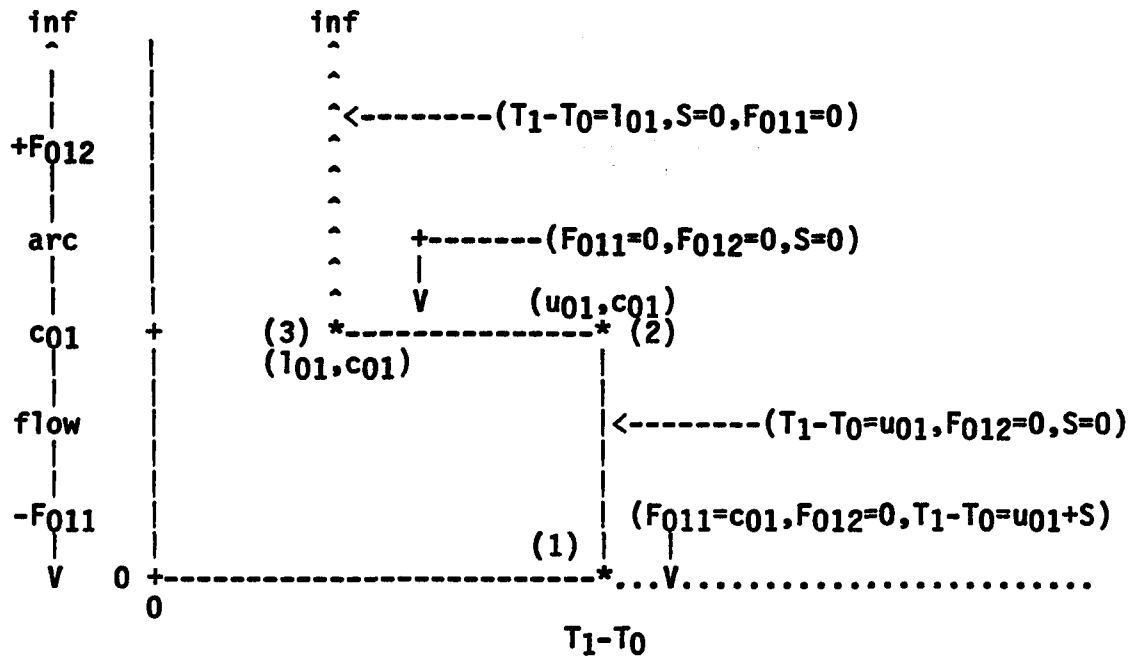 inf inf
+F012
<--------(T1-T0=l01,S=0,F011=0)
arc
+-------(F011=0,F012=0,S=0)
(u01,c01)
c01 + (3) *-----------------* (2)
(l01,c01)
flow
<--------(T1-T0=u01,F012=0,S=0)
-F011
(F011=c01,F012=0,T1-T0=u01+S)
(1)
V 0 +-----------------------------*...V.......................
0
T1-T0